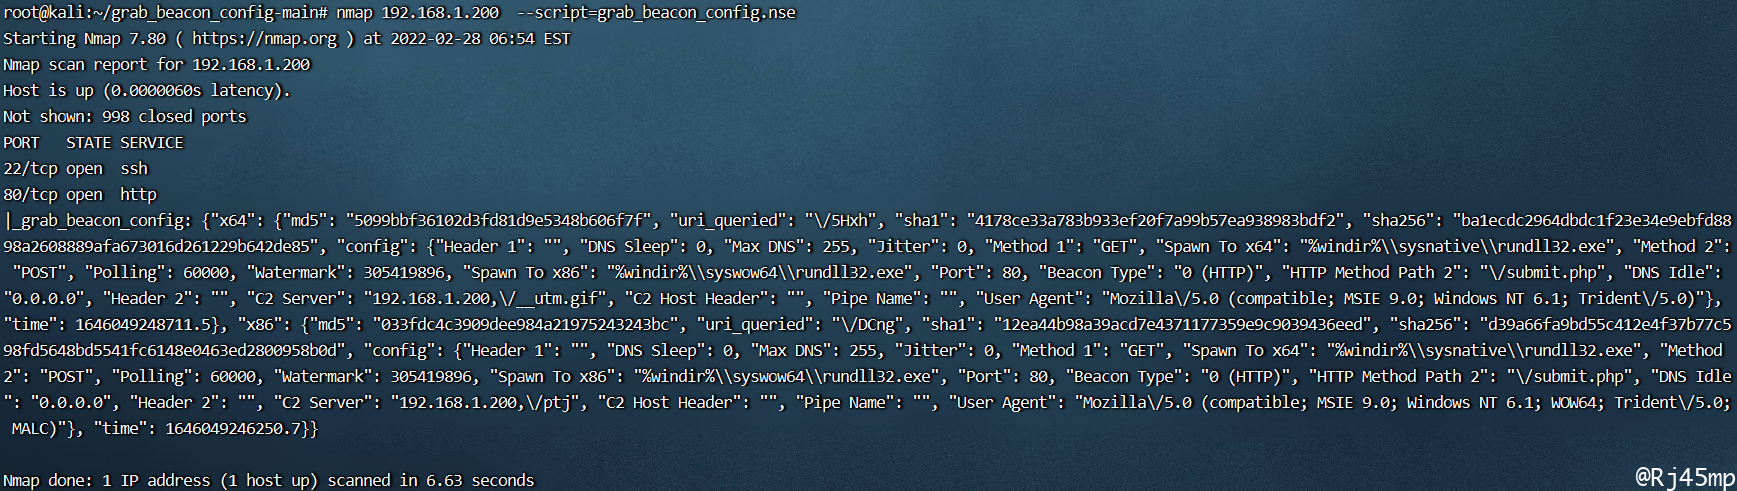 root@kali:~/grab_beacon_config-main# nmap 192.168.1.200  --script=grab_beacon_config.nse
Starting Nmap 7.80 ( https://nmap.org ) at 2022-02-28 06:54 EST
Nmap scan report for 192.168.1.200
Host is up (0.0000060s latency).
Not shown: 998 closed ports
PORT   STATE SERVICE
22/tcp open  ssh
80/tcp open  http
|_grab_beacon_config: {"x64": {"md5": "5099bbf36102d3fd81d9e5348b606f7f", "uri_queried": "\/5Hxh", "sha1": "4178ce33a783b933ef20f7a99b57ea938983bdf2", "sha256": "ba1ecdc2964dbdc1f23e34e9ebfd88
98a2608889afa673016d261229b642de85", "config": {"Header 1": "", "DNS Sleep": 0, "Max DNS": 255, "Jitter": 0, "Method 1": "GET", "Spawn To x64": "%windir%\\sysnative\\rundll32.exe", "Method 2":
 "POST", "Polling": 60000, "Watermark": 305419896, "Spawn To x86": "%windir%\\syswow64\\rundll32.exe", "Port": 80, "Beacon Type": "0 (HTTP)", "HTTP Method Path 2": "\/submit.php", "DNS Idle":
"0.0.0.0", "Header 2": "", "C2 Server": "192.168.1.200,\/__utm.gif", "C2 Host Header": "", "Pipe Name": "", "User Agent": "Mozilla\/5.0 (compatible; MSIE 9.0; Windows NT 6.1; Trident\/5.0)"},
"time": 1646049248711.5}, "x86": {"md5": "033fdc4c3909dee984a21975243243bc", "uri_queried": "\/DCng", "sha1": "12ea44b98a39acd7e4371177359e9c9039436eed", "sha256": "d39a66fa9bd55c412e4f37b77c5
98fd5648bd5541fc6148e0463ed2800958b0d", "config": {"Header 1": "", "DNS Sleep": 0, "Max DNS": 255, "Jitter": 0, "Method 1": "GET", "Spawn To x64": "%windir%\\sysnative\\rundll32.exe", "Method
2": "POST", "Polling": 60000, "Watermark": 305419896, "Spawn To x86": "%windir%\\syswow64\\rundll32.exe", "Port": 80, "Beacon Type": "0 (HTTP)", "HTTP Method Path 2": "\/submit.php", "DNS Idle
": "0.0.0.0", "Header 2": "", "C2 Server": "192.168.1.200,\/ptj", "C2 Host Header": "", "Pipe Name": "", "User Agent": "Mozilla\/5.0 (compatible; MSIE 9.0; Windows NT 6.1; WOW64; Trident\/5.0;
 MALC)"}, "time": 1646049246250.7}}
Nmap done: 1 IP address (1 host up) scanned in 6.63 seconds
@Rj45mp